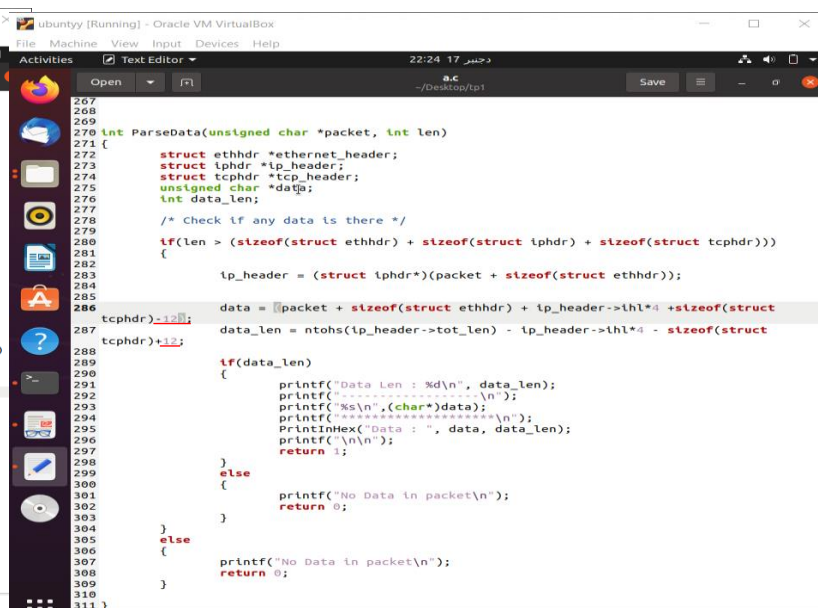 ubuntyy [Running] - Oracle VM VirtualBox
File Machine View Input Devices Help
Activities Text Editor 22:24 17 دجنبر
Open a.c Save
~/Desktop/tp1
267
268
269
270 int ParseData(unsigned char *packet, int len)
271 {
272 struct ethhdr *ethernet_header;
273 struct iphdr *ip_header;
274 struct tcphdr *tcp_header;
275 unsigned char *data;
276 int data_len;
277
278 /* Check if any data is there */
279
280 if(len > (sizeof(struct ethhdr) + sizeof(struct iphdr) + sizeof(struct tcphdr)))
281 {
282
283 ip_header = (struct iphdr*)(packet + sizeof(struct ethhdr));
284
285
286 data = (packet + sizeof(struct ethhdr) + ip_header->ihl*4 +sizeof(struct
tcphdr)-12);
287 data_len = ntohs(ip_header->tot_len) - ip_header->ihl*4 - sizeof(struct
tcphdr)+12;
288
289 if(data_len)
290 {
291 printf("Data Len : %d\n", data_len);
292 printf("------------------\n");
293 printf("%s\n",(char*)data);
294 printf("********************\n");
295 PrintInHex("Data : ", data, data_len);
296 printf("\n\n");
297 return 1;
298 }
299 else
300 {
301 printf("No Data in packet\n");
302 return 0;
303 }
304 }
305 else
306 {
307 printf("No Data in packet\n");
308 return 0;
309 }
310
311 }